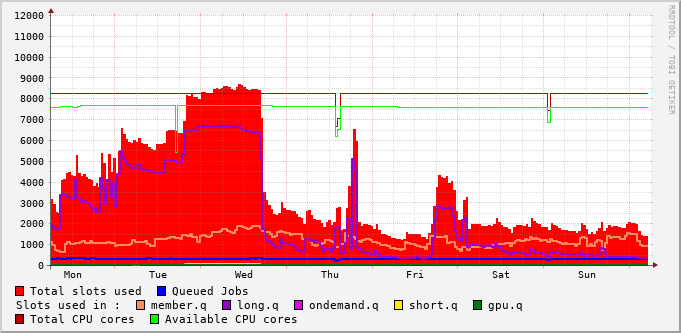 12000
11000
10000
9000
8000
7000
6000
5000
4000
3000
2000
1000
0
Mon Tue Wed Thu Fri Sat Sun
RRDTOOL / TOBI OETIKER
Total slots used Queued Jobs
Slots used in : member.q long.q ondemand.q short.q gpu.q
Total CPU cores Available CPU cores